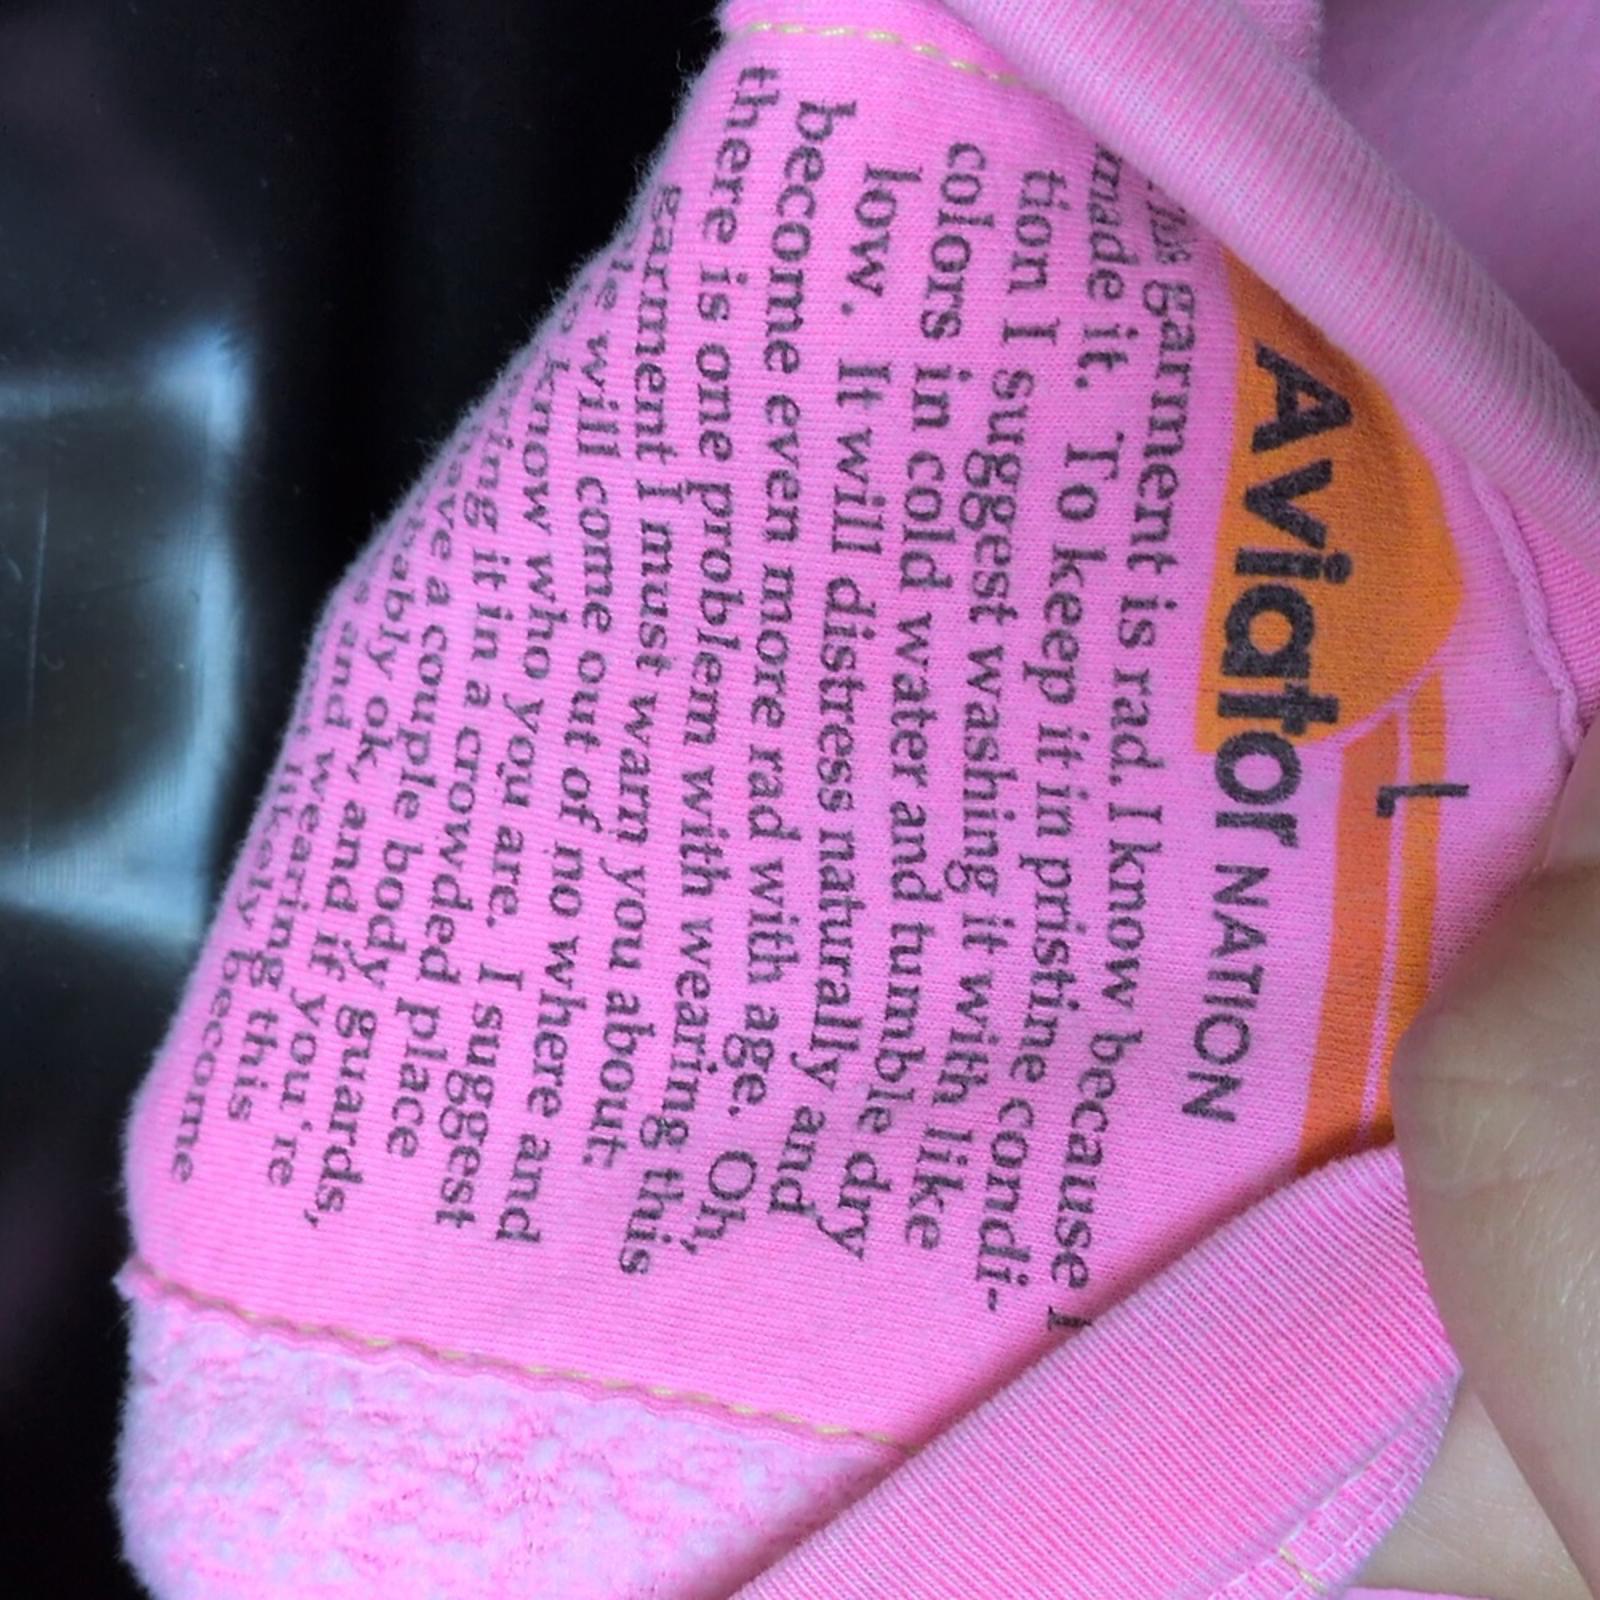 Aviator NATION
L
This garment is rad. I know because I
made it. To keep it in pristine condi-
tion I suggest washing it with like
colors in cold water and tumble dry
low. It will distress naturally and
become even more rad with age. Oh,
there is one problem with wearing this
garment I must warn you about.
will come out of no where and
know who you are. I suggest
it in a crowded place
have a couple body guards,
ok, and if you're
and wearing this
likely become